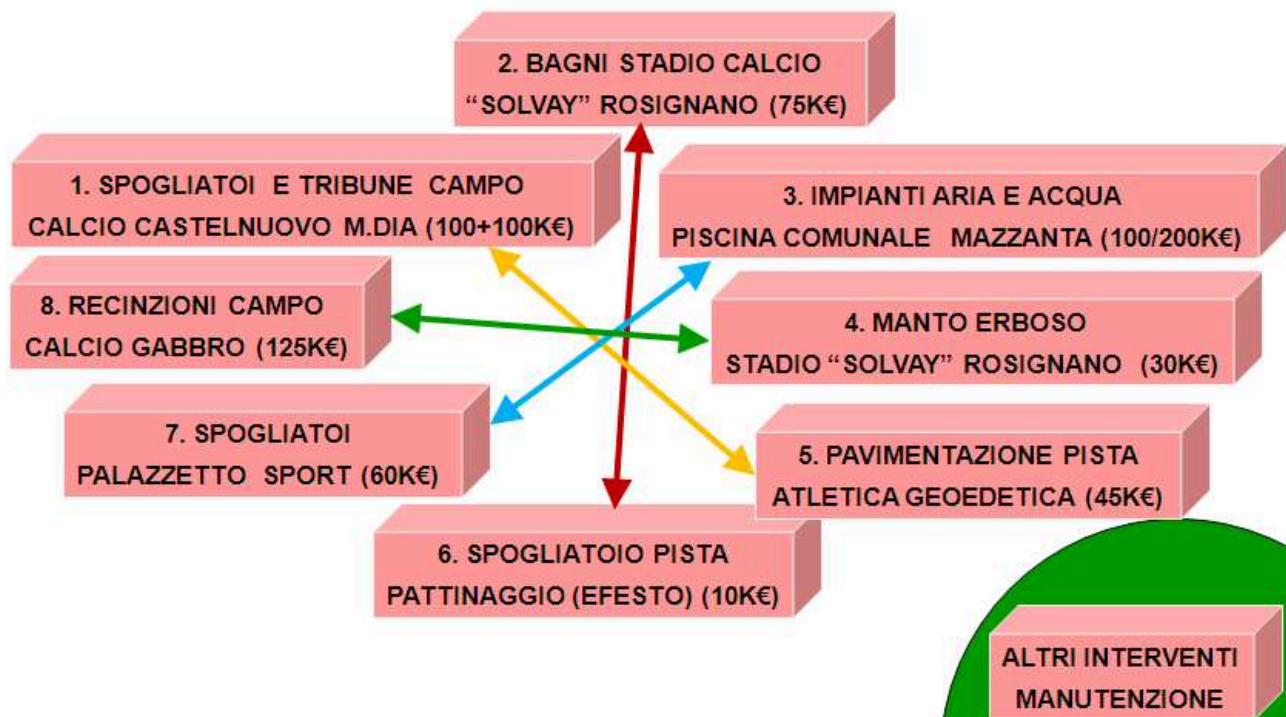 2. BAGNI STADIO CALCIO
“SOLVAY” ROSIGNANO (75K€)
1. SPOGLIATOI E TRIBUNE CAMPO
CALCIO CASTELNUOVO M.DIA (100+100K€)
3. IMPIANTI ARIA E ACQUA
PISCINA COMUNALE MAZZANTA (100/200K€)
8. RECINZIONI CAMPO
CALCIO GABBRO (125K€)
4. MANTO ERBOSO
STADIO “SOLVAY” ROSIGNANO (30K€)
7. SPOGLIATOI
PALAZZETTO SPORT (60K€)
5. PAVIMENTAZIONE PISTA
ATLETICA GEOEDETICA (45K€)
6. SPOGLIATOIO PISTA
PATTINAGGIO (EFESTO) (10K€)
ALTRI INTERVENTI
MANUTENZIONE